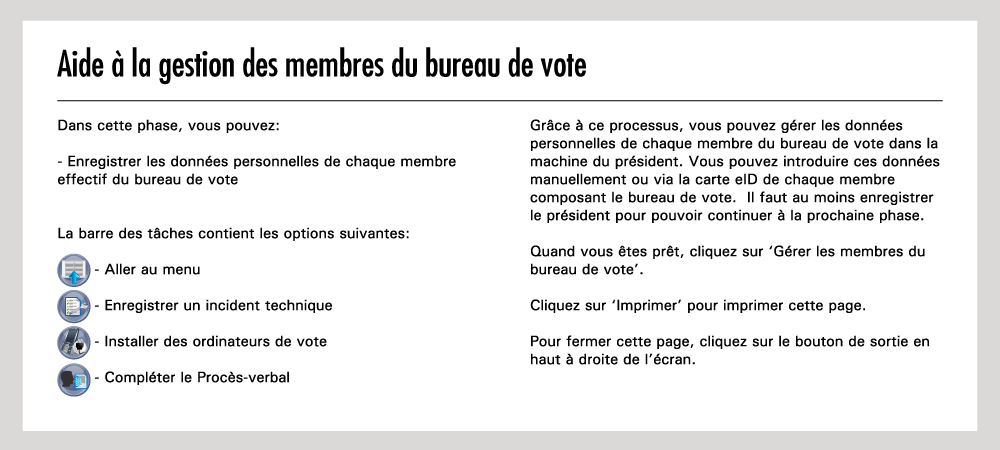 Aide à la gestion des membres du bureau de vote
Dans cette phase, vous pouvez:
- Enregistrer les données personnelles de chaque membre
effectif du bureau de vote
La barre des tâches contient les options suivantes:
- Aller au menu
- Enregistrer un incident technique
- Installer des ordinateurs de vote
- Compléter le Procès-verbal
Grâce à ce processus, vous pouvez gérer les données
personnelles de chaque membre du bureau de vote dans la
machine du président. Vous pouvez introduire ces données
manuellement ou via la carte eID de chaque membre
composant le bureau de vote.  Il faut au moins enregistrer
le président pour pouvoir continuer à la prochaine phase.
Quand vous êtes prêt, cliquez sur ‘Gérer les membres du
bureau de vote’.
Cliquez sur ‘Imprimer’ pour imprimer cette page.
Pour fermer cette page, cliquez sur le bouton de sortie en
haut à droite de l’écran.